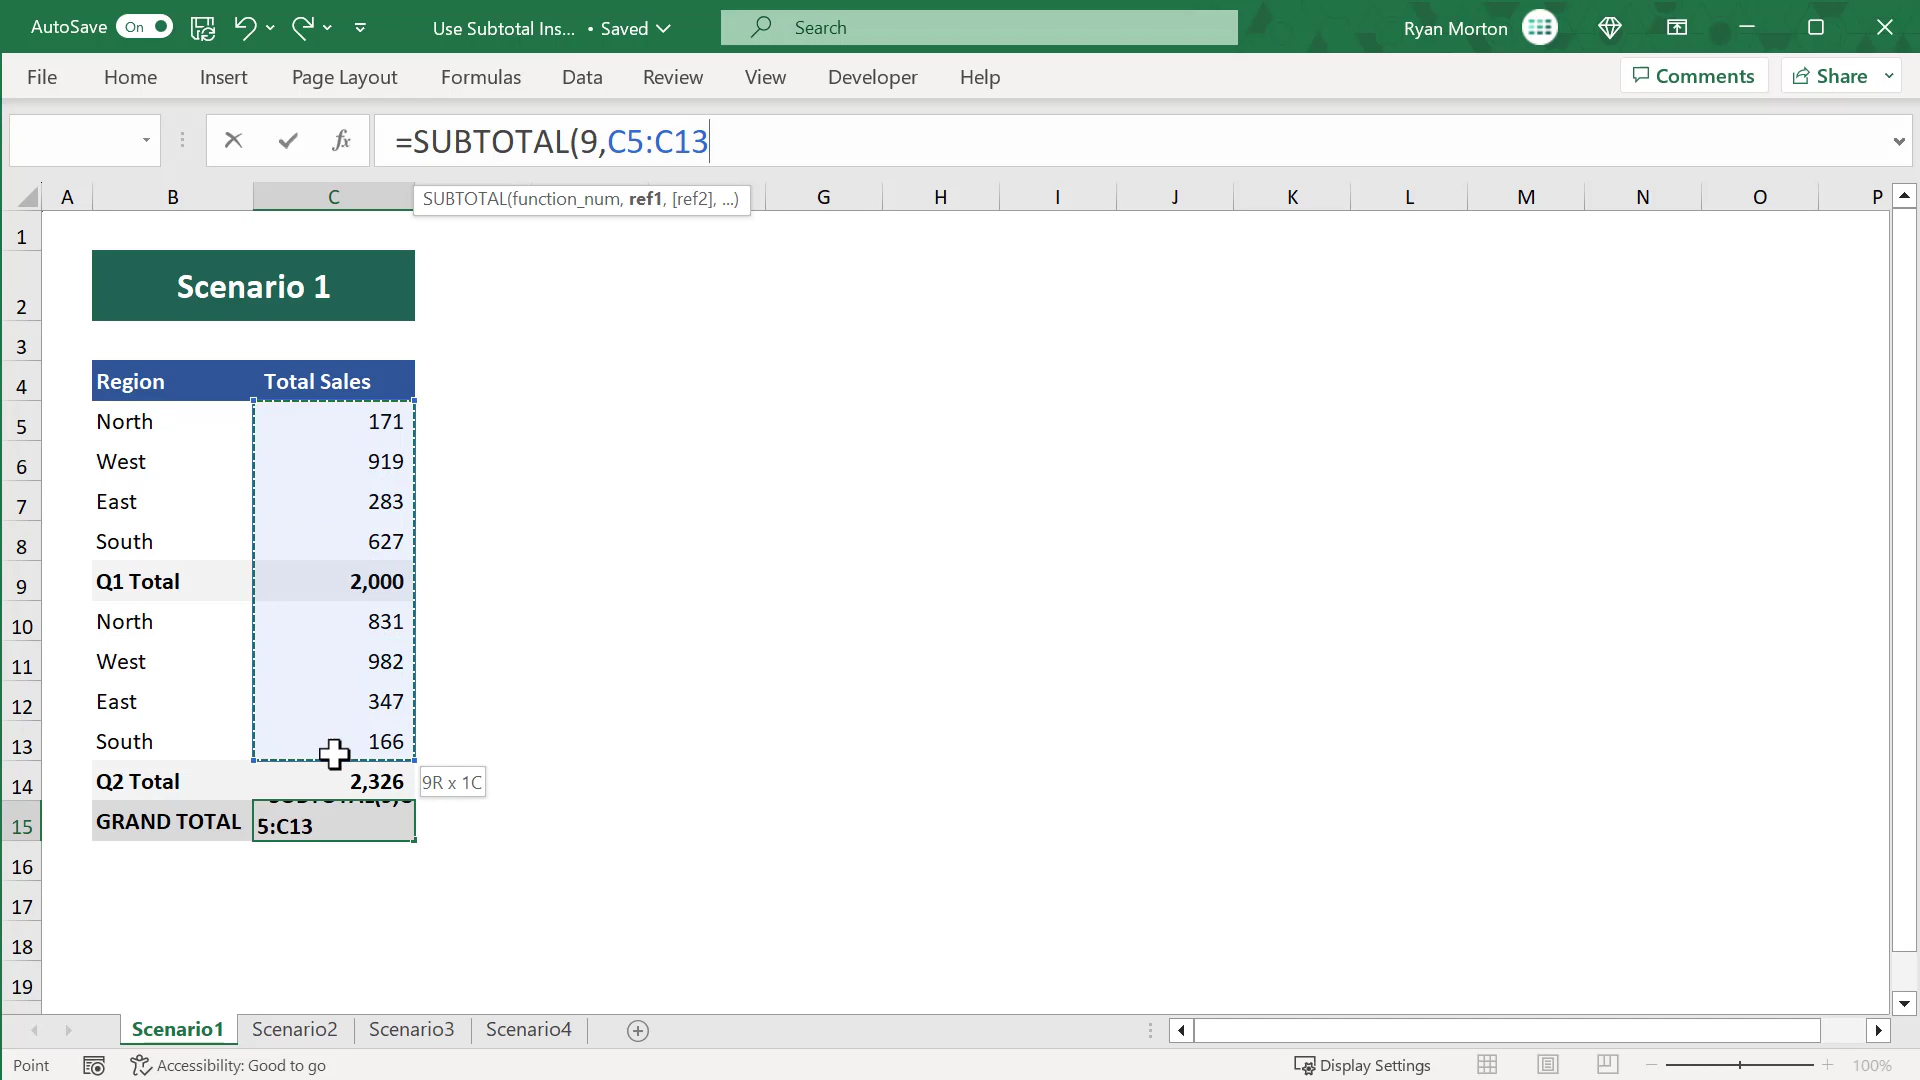 AutoSave On Use Subtotal Ins... • Saved Search Ryan Morton
File Home Insert Page Layout Formulas Data Review View Developer Help Comments Share
fx =SUBTOTAL(9,C5:C13
SUBTOTAL(function_num, ref1, [ref2], ...)
A B C G H I J K L M N O P
1
Scenario 1
2
3
4 Region Total Sales
5 North 171
6 West 919
7 East 283
8 South 627
9 Q1 Total 2,000
10 North 831
11 West 982
12 East 347
13 South 166
14 Q2 Total 2,326 9R x 1C
15 GRAND TOTAL 5:C13
16
17
18
19
Scenario1 Scenario2 Scenario3 Scenario4
Point Accessibility: Good to go Display Settings 100%